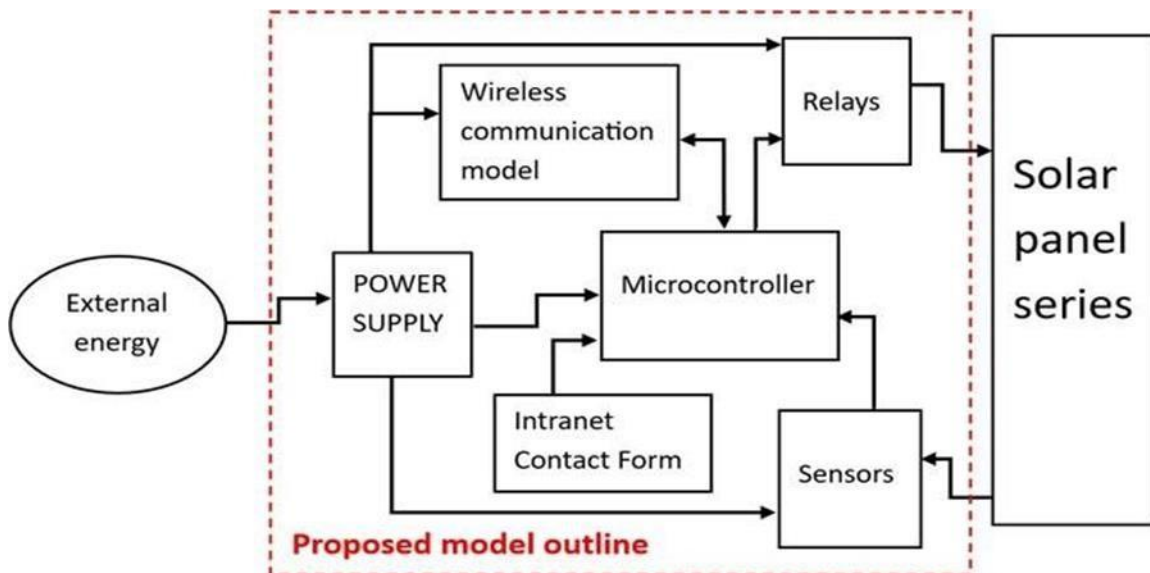 Wireless
communication
model
Relays
Solar
panel
series
External
energy
POWER
SUPPLY
Microcontroller
Intranet
Contact Form
Sensors
Proposed model outline